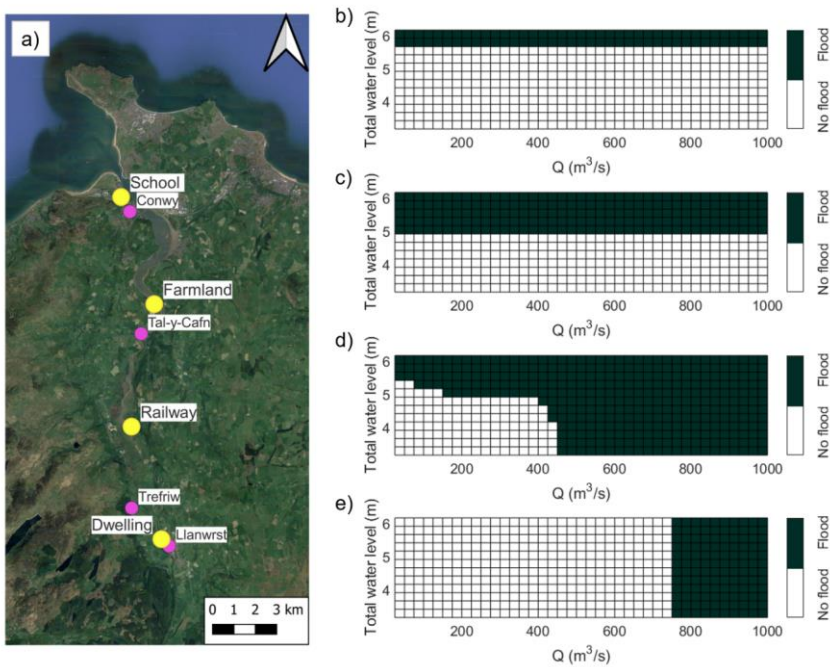 a)
School
Conwy
Farmland
Tal-y-Cafn
Railway
Trefriw
Dwelling
Llanwrst
0 1 2 3 km
b)
Total water level (m)
6
4
200 400 600 800 1000
Q (m³/s)
No flood Flood
c)
Total water level (m)
6
5
4
200 400 600 800 1000
Q (m³/s)
No flood Flood
d)
Total water level (m)
6
5
4
200 400 600 800 1000
Q (m³/s)
No flood Flood
e)
Total water level (m)
6
4
200 400 600 800 1000
Q (m³/s)
No flood Flood